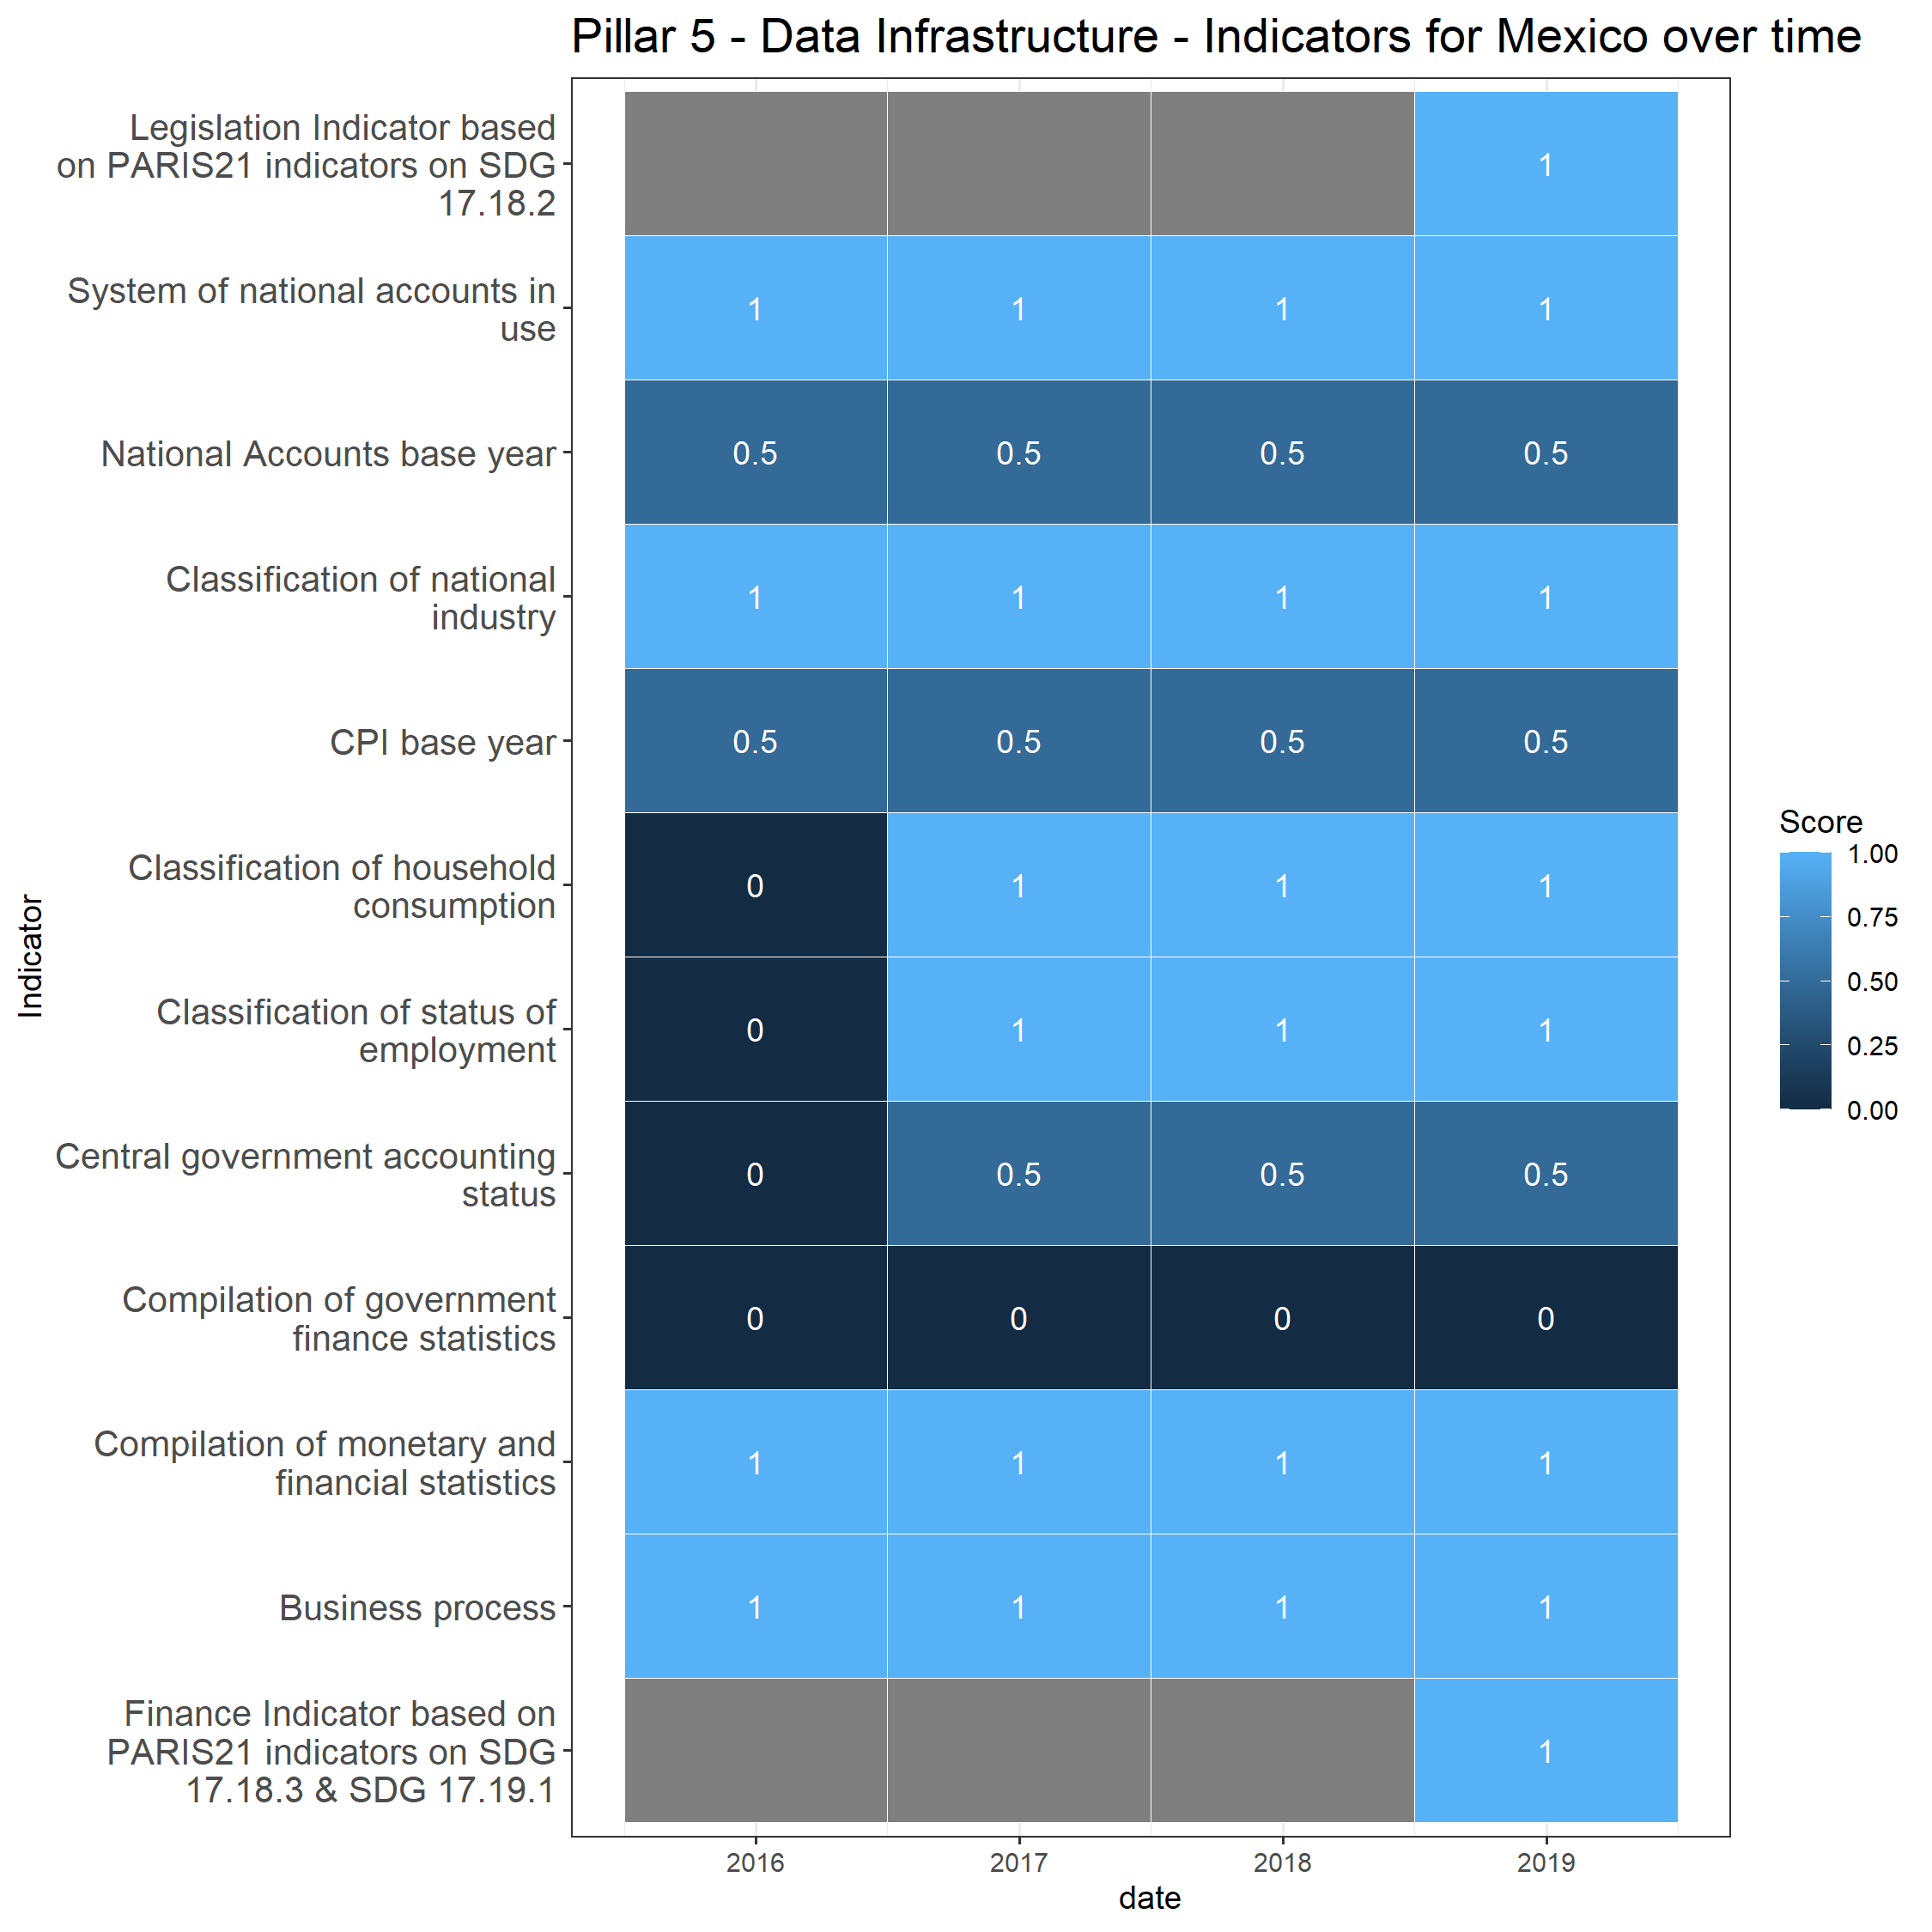 Pillar 5 - Data Infrastructure - Indicators for Mexico over time
Legislation Indicator based
on PARIS21 indicators on SDG
17.18.2
1
System of national accounts in
use
1 1 1 1
National Accounts base year
0.5 0.5 0.5 0.5
Classification of national
industry
1 1 1 1
CPI base year
0.5 0.5 0.5 0.5
Classification of household
consumption
0 1 1 1
Classification of status of
employment
0 1 1 1
Central government accounting
status
0 0.5 0.5 0.5
Compilation of government
finance statistics
0 0 0 0
Compilation of monetary and
financial statistics
1 1 1 1
Business process
1 1 1 1
Finance Indicator based on
PARIS21 indicators on SDG
17.18.3 & SDG 17.19.1
1
2016 2017 2018 2019
date
Indicator
Score
1.00
0.75
0.50
0.25
0.00